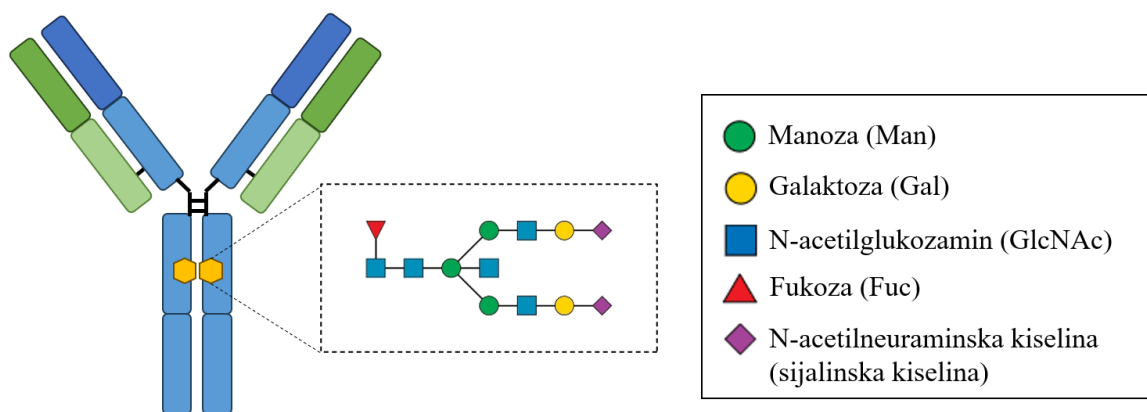 Manoza (Man)
Galaktoza (Gal)
N-acetilglukozamin (GlcNAc)
Fukoza (Fuc)
N-acetilneuraminska kiselina
(sijalinska kiselina)